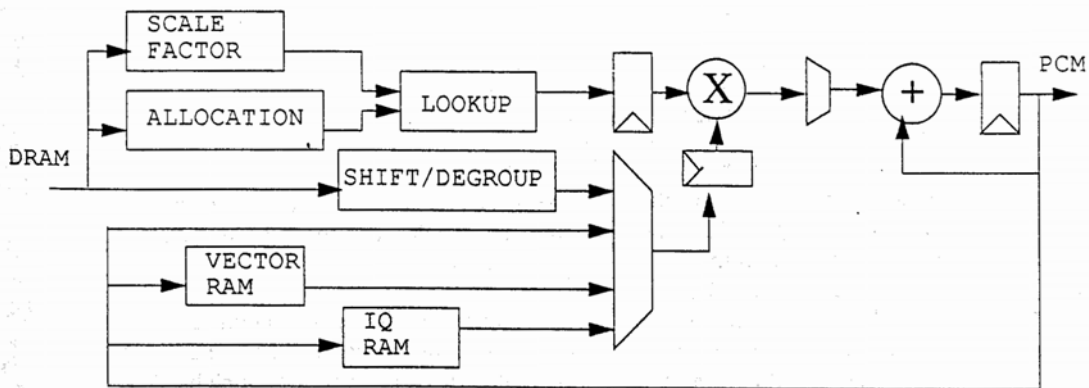 SCALE
FACTOR
PCM
LOOKUP
X
+
ALLOCATION
DRAM
SHIFT/DEGROUP
VECTOR
RAM
IQ
RAM